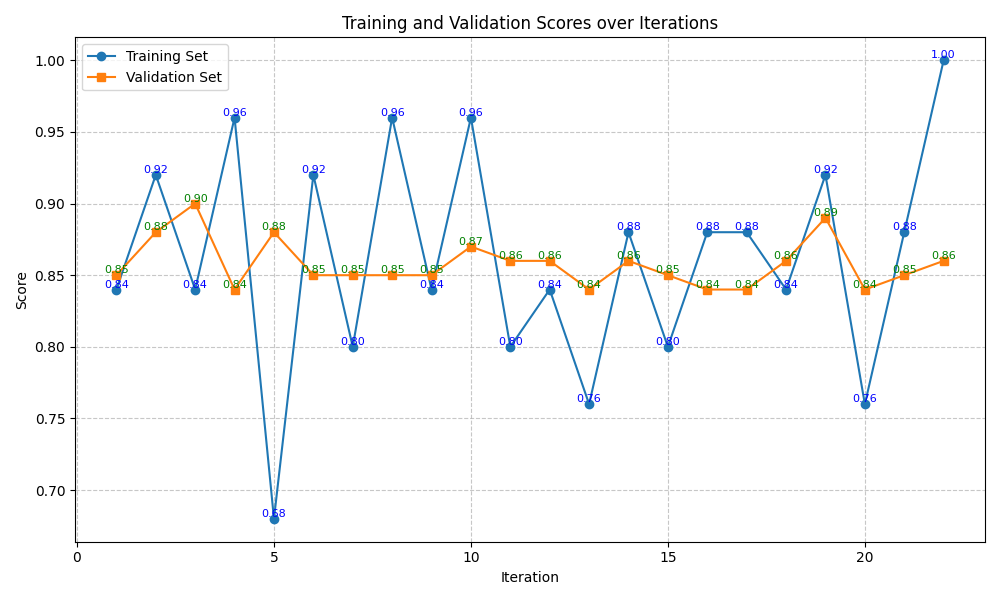 Training and Validation Scores over Iterations
Training Set
Validation Set
Score
1.00
0.95
0.90
0.85
0.80
0.75
0.70
0.84 0.92 0.84 0.96 0.68 0.92 0.80 0.96 0.84 0.96 0.80 0.84 0.76 0.88 0.80 0.88 0.88 0.84 0.92 0.76 0.88 1.00
0.85 0.88 0.90 0.84 0.88 0.85 0.85 0.85 0.85 0.87 0.86 0.86 0.84 0.86 0.85 0.84 0.84 0.86 0.89 0.84 0.85 0.86
0 5 10 15 20
Iteration